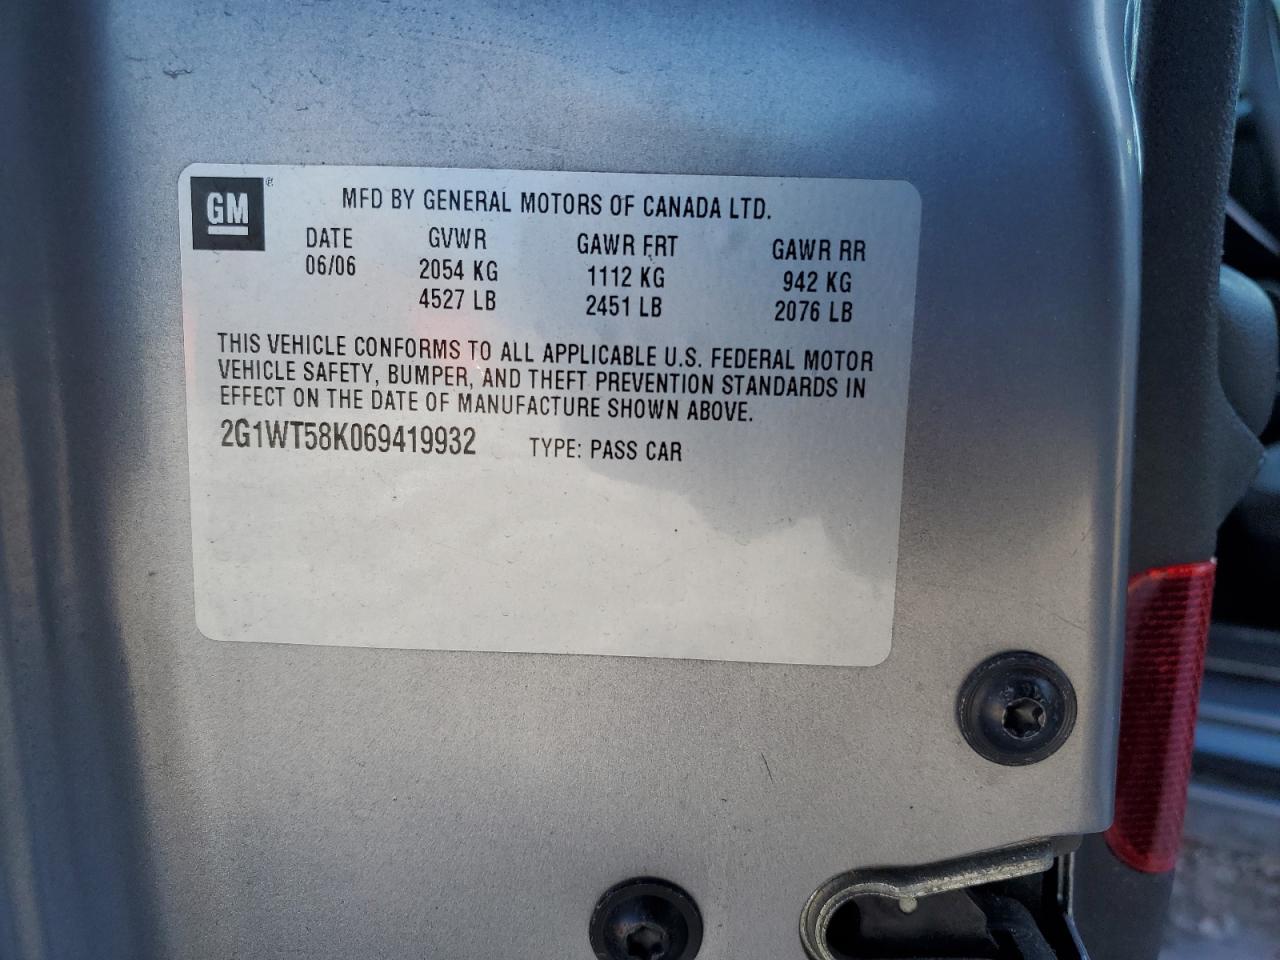 GM ®
MFD BY GENERAL MOTORS OF CANADA LTD.
DATE GVWR GAWR FRT GAWR RR
06/06 2054 KG 1112 KG 942 KG
4527 LB 2451 LB 2076 LB
THIS VEHICLE CONFORMS TO ALL APPLICABLE U.S. FEDERAL MOTOR
VEHICLE SAFETY, BUMPER, AND THEFT PREVENTION STANDARDS IN
EFFECT ON THE DATE OF MANUFACTURE SHOWN ABOVE.
2G1WT58K069419932 TYPE: PASS CAR